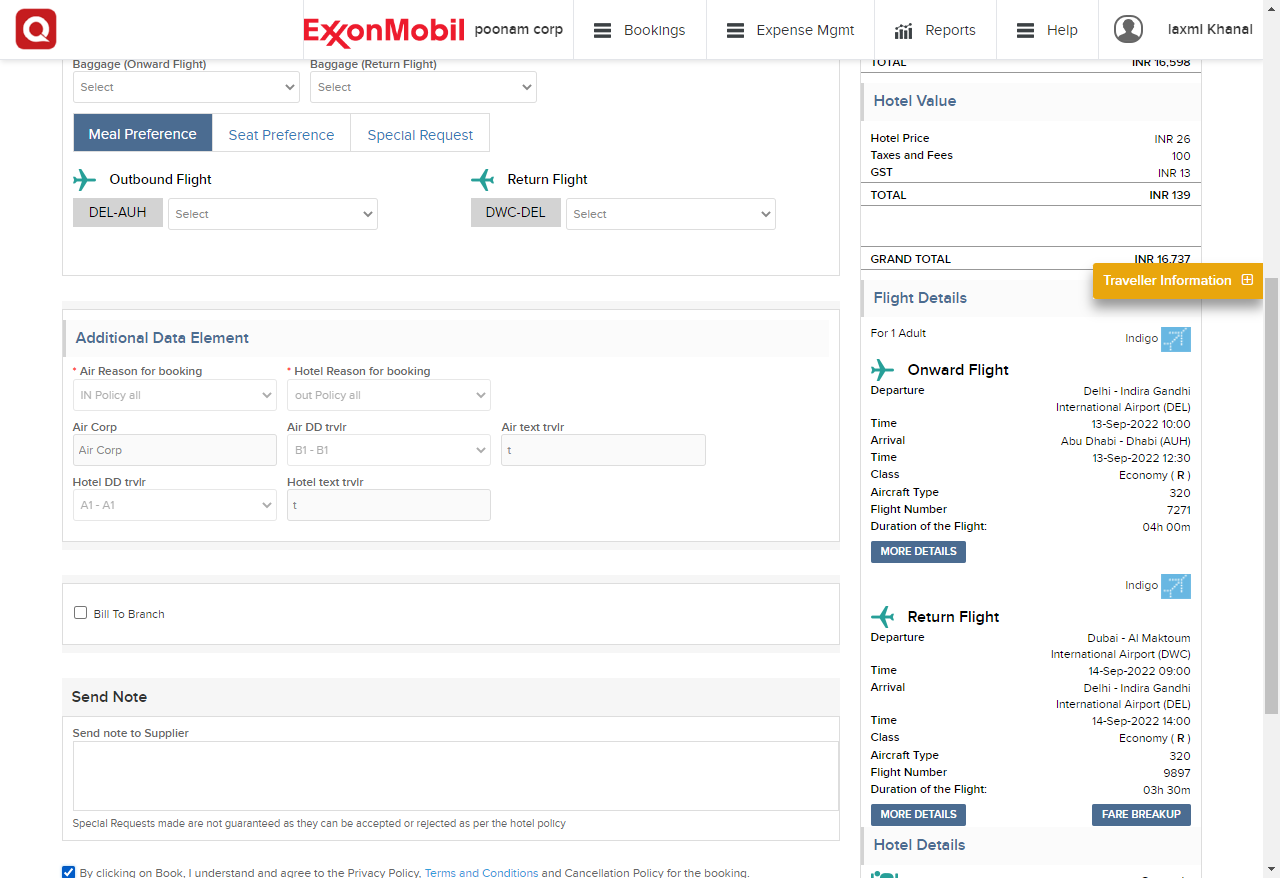 Q
ExxonMobil poonam corp
Bookings
Expense Mgmt
Reports
Help
laxmi Khanal
Baggage (Onward Flight) Baggage (Return Flight)
Select Select
Meal Preference Seat Preference Special Request
Outbound Flight Return Flight
DEL-AUH Select DWC-DEL Select
Additional Data Element
* Air Reason for booking * Hotel Reason for booking
IN Policy all out Policy all
Air Corp Air DD trvlr Air text trvlr
Air Corp B1 - B1 t
Hotel DD trvlr Hotel text trvlr
A1 - A1 t
Bill To Branch
Send Note
Send note to Supplier
Special Requests made are not guaranteed as they can be accepted or rejected as per the hotel policy
By clicking on Book, I understand and agree to the Privacy Policy, Terms and Conditions and Cancellation Policy for the booking.
TOTAL INR 16,598
Hotel Value
Hotel Price INR 26
Taxes and Fees 100
GST INR 13
TOTAL INR 139
GRAND TOTAL INR 16,737
Traveller Information
Flight Details
For 1 Adult Indigo
Onward Flight
Departure Delhi - Indira Gandhi
International Airport (DEL)
Time 13-Sep-2022 10:00
Arrival Abu Dhabi - Dhabi (AUH)
Time 13-Sep-2022 12:30
Class Economy ( R )
Aircraft Type 320
Flight Number 7271
Duration of the Flight: 04h 00m
MORE DETAILS
Indigo
Return Flight
Departure Dubai - Al Maktoum
International Airport (DWC)
Time 14-Sep-2022 09:00
Arrival Delhi - Indira Gandhi
International Airport (DEL)
Time 14-Sep-2022 14:00
Class Economy ( R )
Aircraft Type 320
Flight Number 9897
Duration of the Flight: 03h 30m
MORE DETAILS FARE BREAKUP
Hotel Details